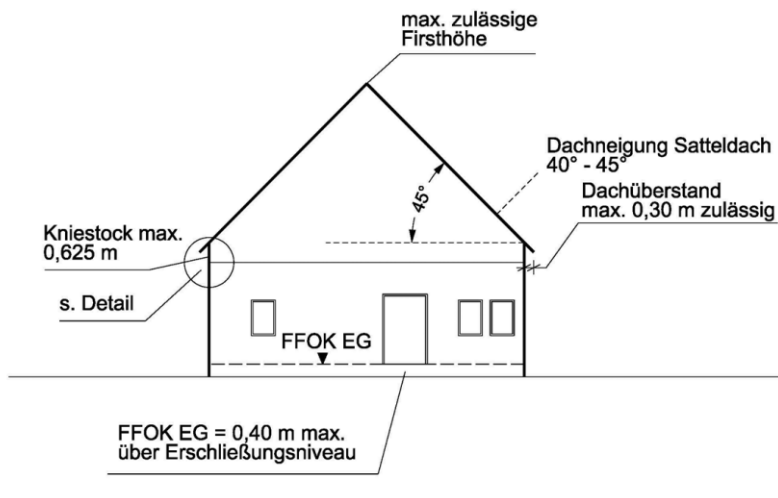 max. zulässige
Firsthöhe
Dachneigung Satteldach
40° - 45°
45°
Dachüberstand
max. 0,30 m zulässig
Kniestock max.
0,625 m
s. Detail
FFOK EG
FFOK EG = 0,40 m max.
über Erschließungsniveau